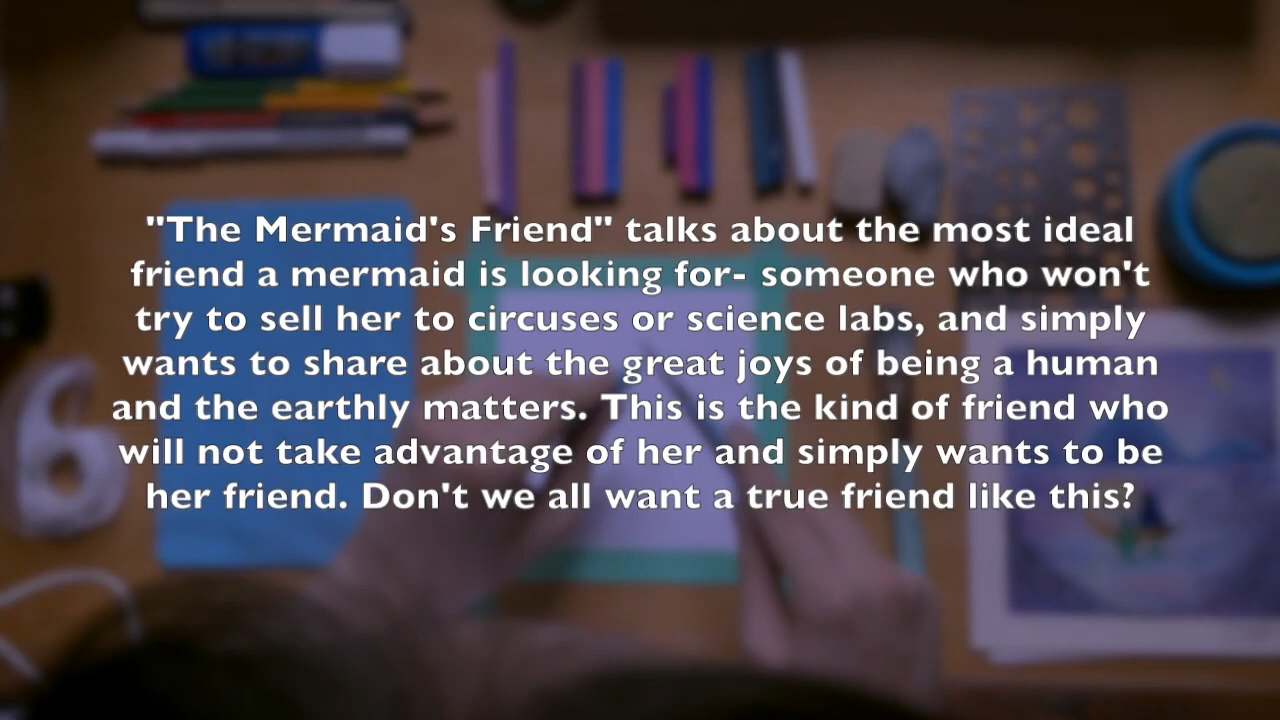 "The Mermaid's Friend" talks about the most ideal
friend a mermaid is looking for- someone who won't
try to sell her to circuses or science labs, and simply
wants to share about the great joys of being a human
and the earthly matters. This is the kind of friend who
will not take advantage of her and simply wants to be
her friend. Don't we all want a true friend like this?